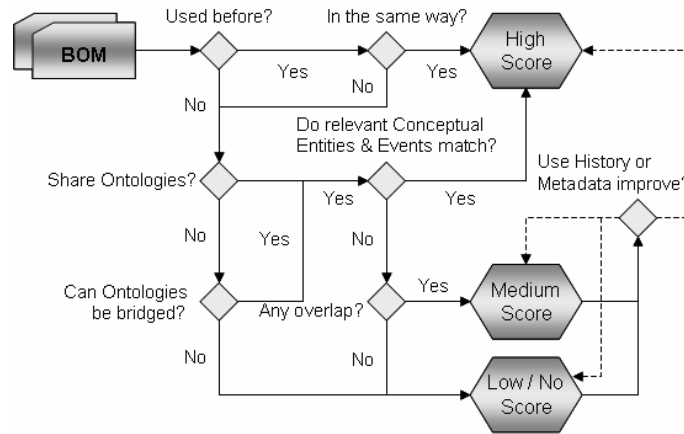 Used before?
In the same way?
BOM
High
Score
Yes
Yes
No
No
Do relevant Conceptual
Entities & Events match?
Use History or
Metadata improve?
Share Ontologies?
Yes
Yes
No
Yes
No
Can Ontologies
be bridged?
Any overlap?
Yes
Medium
Score
No
No
Low / No
Score